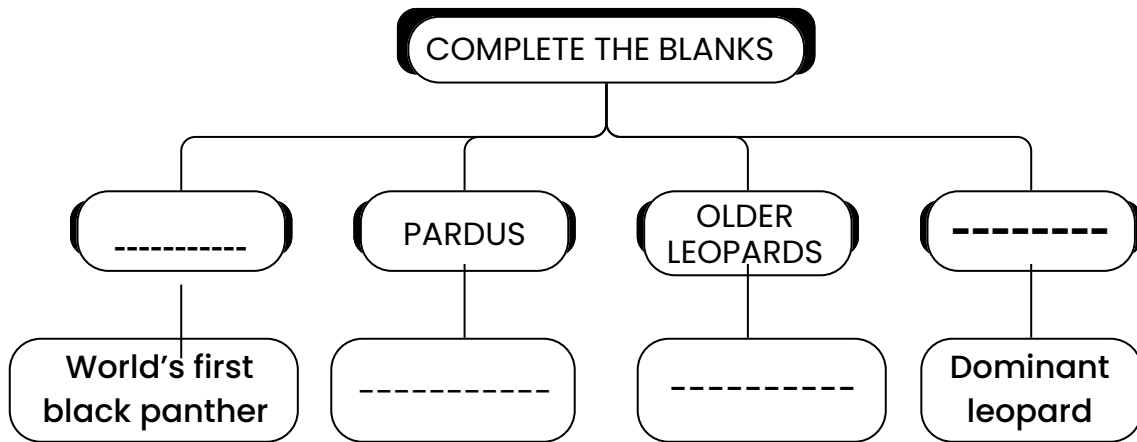 COMPLETE THE BLANKS
-----------
PARDUS
OLDER
LEOPARDS
--------
World’s first
black panther
-----------
----------
Dominant
leopard